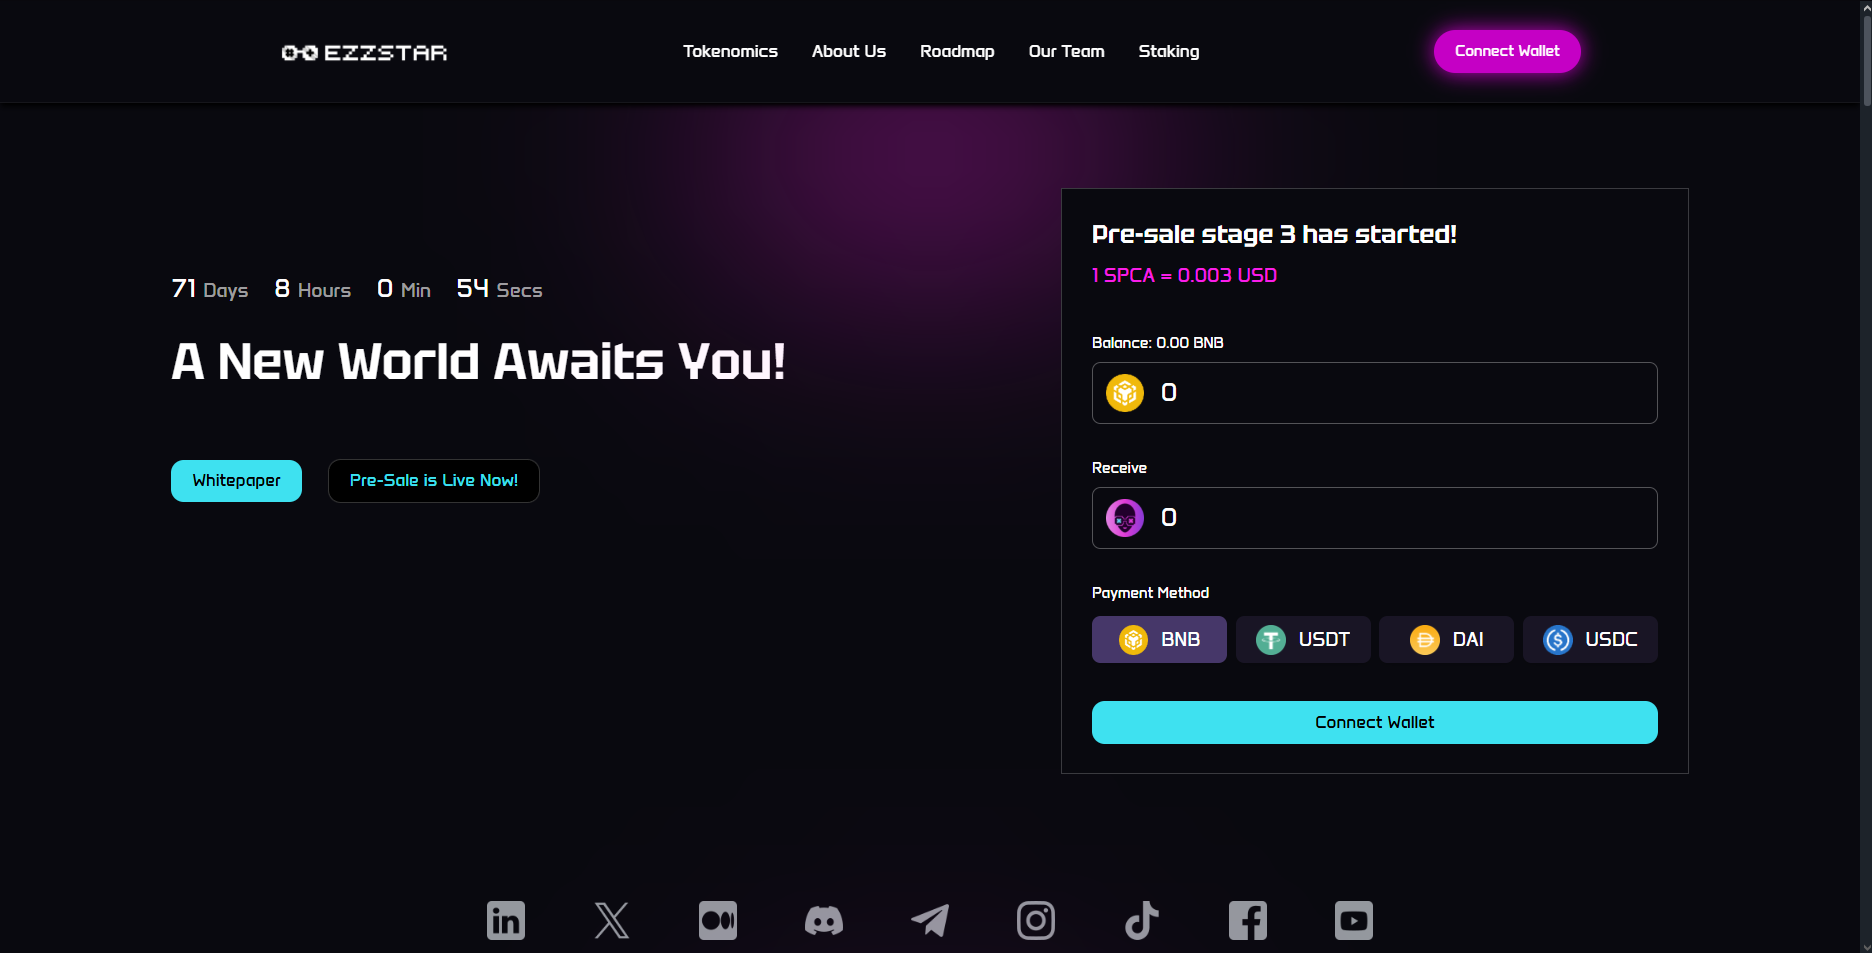 EZZSTAR
Tokenomics
About Us
Roadmap
Our Team
Staking
Connect Wallet
71 Days 8 Hours 0 Min 54 Secs
A New World Awaits You!
Whitepaper
Pre-Sale is Live Now!
Pre-sale stage 3 has started!
1 SPCA = 0.003 USD
Balance: 0.00 BNB
0
Receive
0
Payment Method
BNB
USDT
DAI
USDC
Connect Wallet